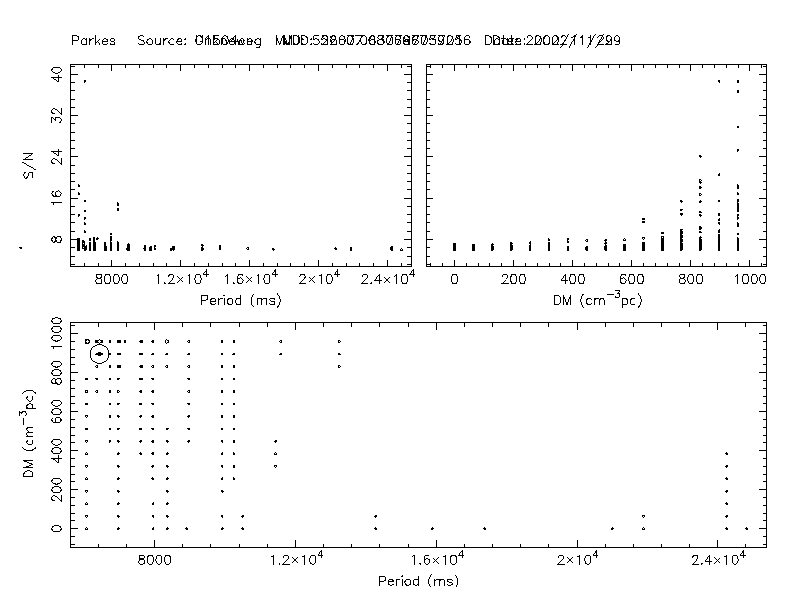 Parkes Source:
S/N
8 16 24 32 40
8000 1.2×10⁴ 1.6×10⁴ 2×10⁴ 2.4×10⁴
Period (ms)
0 200 400 600 800 1000
DM (cm⁻³pc)
DM (cm⁻³pc)
0 200 400 600 800 1000
8000 1.2×10⁴ 1.6×10⁴ 2×10⁴ 2.4×10⁴
Period (ms)